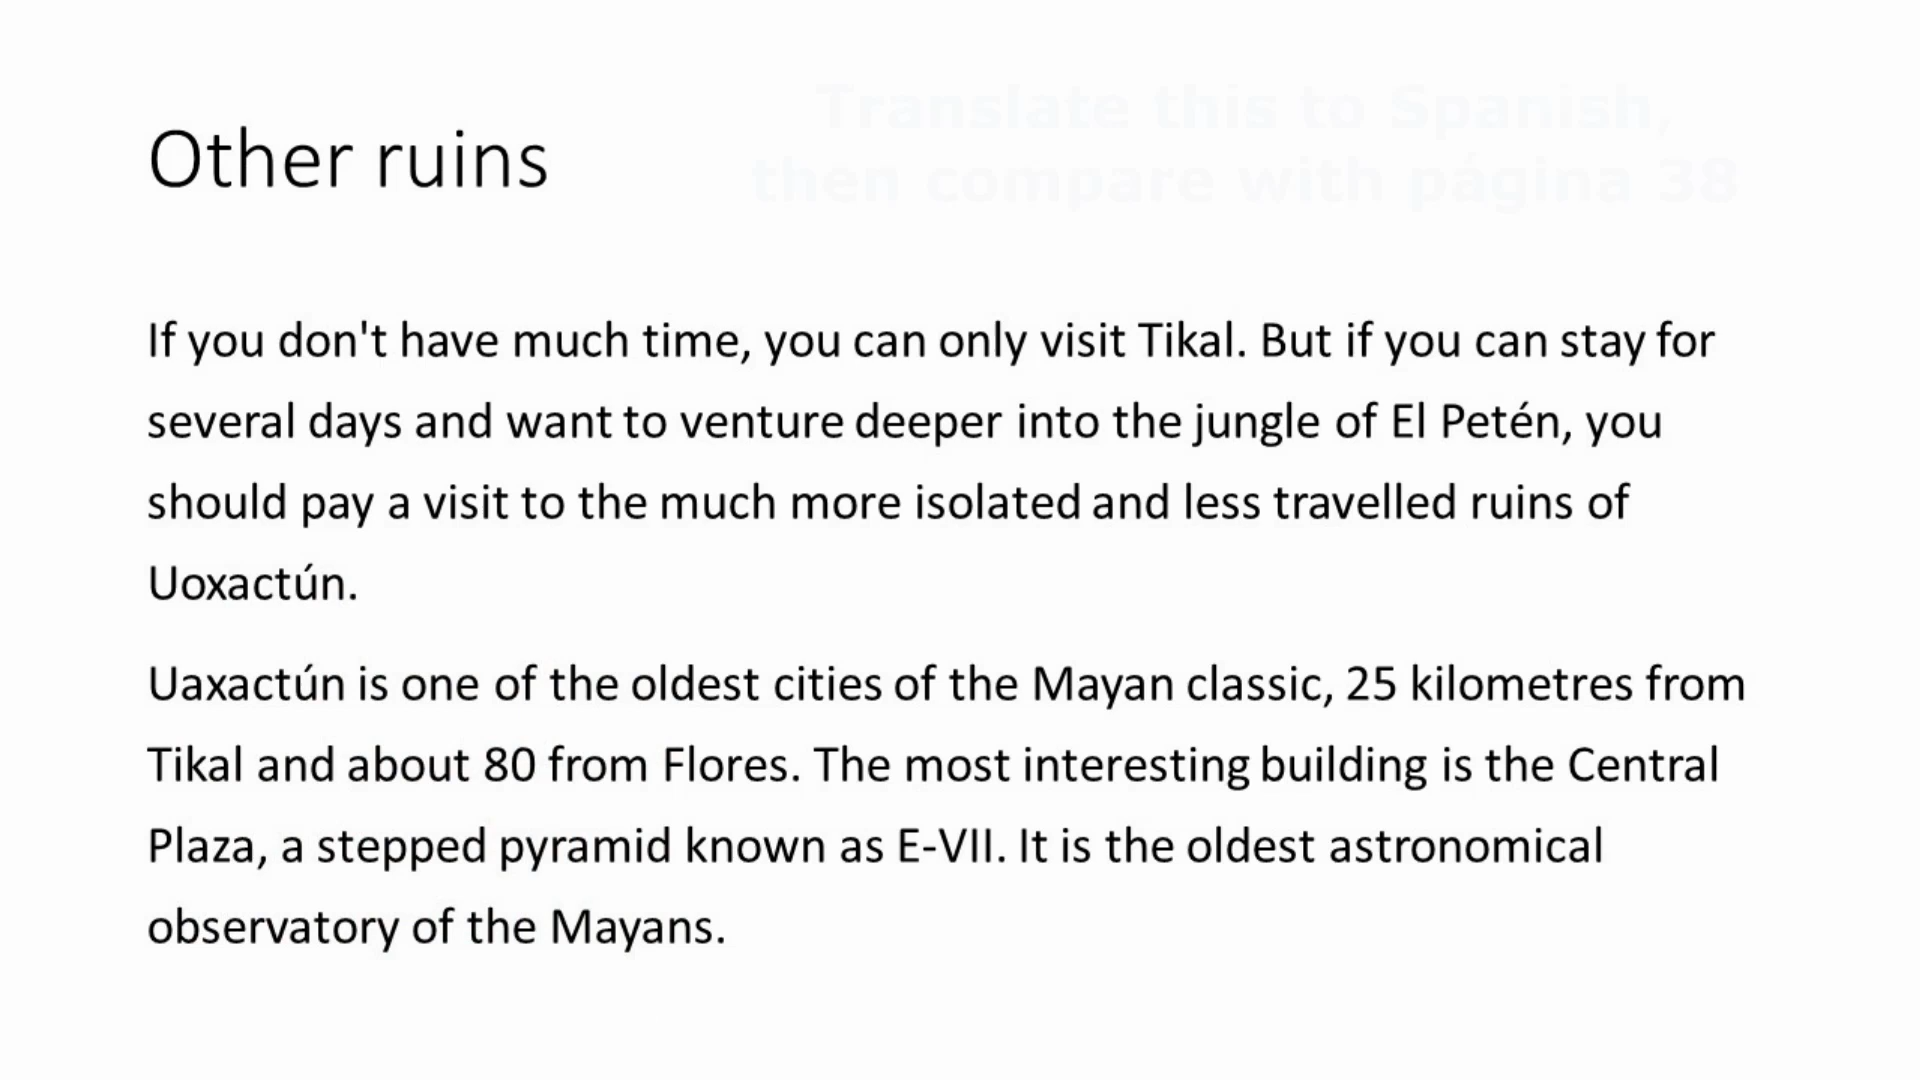 Translate this to Spanish,
then compare with página 38
Other ruins
If you don't have much time, you can only visit Tikal. But if you can stay for
several days and want to venture deeper into the jungle of El Petén, you
should pay a visit to the much more isolated and less travelled ruins of
Uoxactún.
Uaxactún is one of the oldest cities of the Mayan classic, 25 kilometres from
Tikal and about 80 from Flores. The most interesting building is the Central
Plaza, a stepped pyramid known as E-VII. It is the oldest astronomical
observatory of the Mayans.